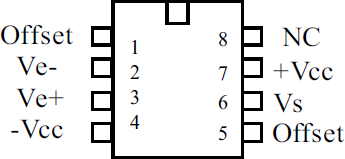 Offset 1 8 NC
Ve- 2 7 +Vcc
Ve+ 3 6 Vs
-Vcc 4 5 Offset